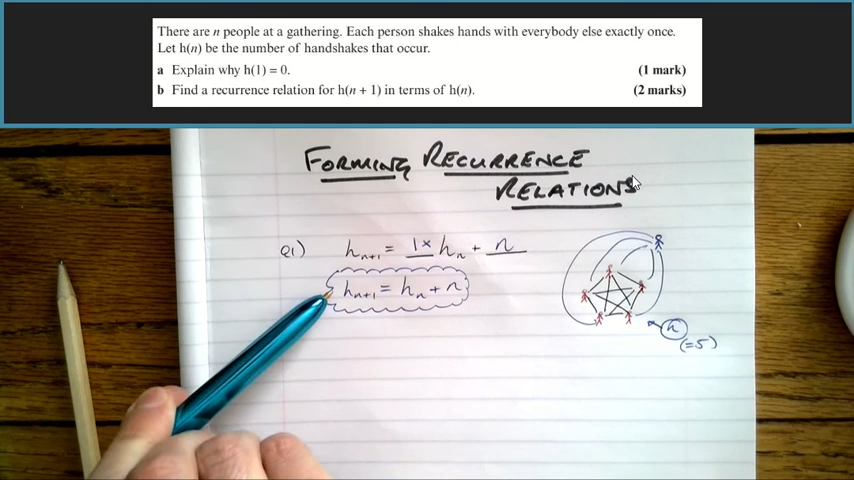 There are n people at a gathering. Each person shakes hands with everybody else exactly once.
Let h(n) be the number of handshakes that occur.
a Explain why h(1) = 0. (1 mark)
b Find a recurrence relation for h(n + 1) in terms of h(n). (2 marks)
FORMING RECURRENCE
RELATIONS
Q1) hₙ₊₁ = 1× hₙ + n
hₙ₊₁ = hₙ + n
n
(=5)